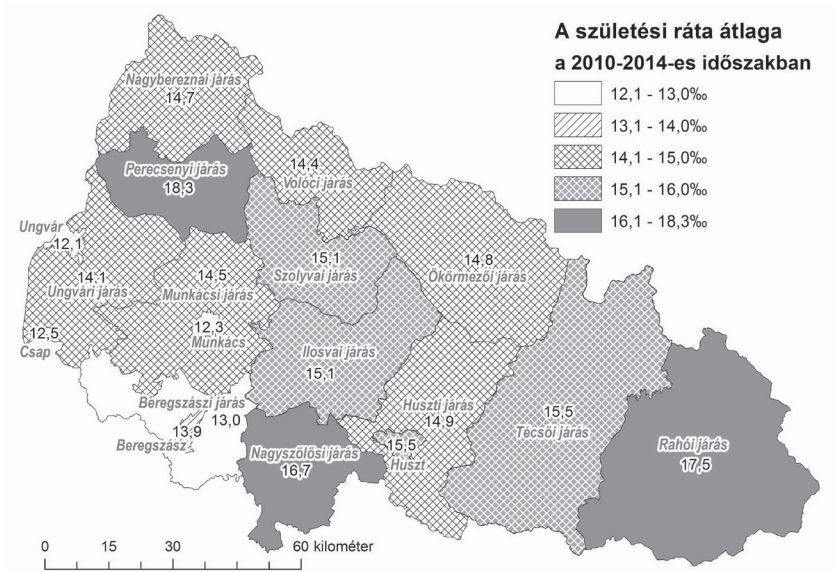 A születési ráta átlaga
a 2010-2014-es időszakban
12,1 - 13,0‰
13,1 - 14,0‰
14,1 - 15,0‰
15,1 - 16,0‰
16,1 - 18,3‰
Nagybereznai járás
14,7
Perecsenyi járás
18,3
14,4
Volóci járás
Ungvár
12,1
14,1
Ungvári járás
14,5
Munkácsi járás
15,1
Szolyvai járás
14,8
Ökörmezői járás
12,5
Csap
12,3
Munkács
Ilosvai járás
15,1
Beregszászi járás
13,0
13,9
Beregszász
Nagyszőlősi járás
16,7
Huszti járás
14,9
15,5
Huszt
15,5
Técsői járás
Rahói járás
17,5
0 15 30 60 kilométer